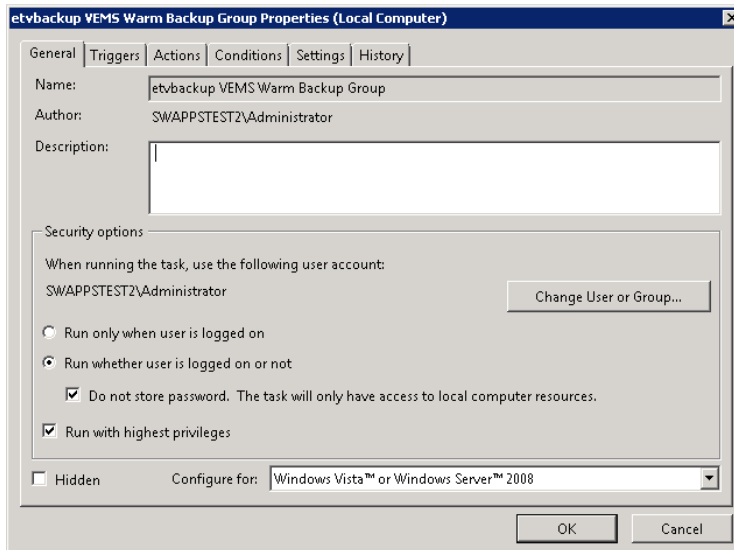 etvbackup VEMS Warm Backup Group Properties (Local Computer)
General Triggers Actions Conditions Settings History
Name: etvbackup VEMS Warm Backup Group
Author: SWAPPSTEST2\Administrator
Description:
Security options
When running the task, use the following user account:
SWAPPSTEST2\Administrator Change User or Group...
Run only when user is logged on
Run whether user is logged on or not
Do not store password. The task will only have access to local computer resources.
Run with highest privileges
Hidden Configure for: Windows Vista™ or Windows Server™ 2008
OK Cancel